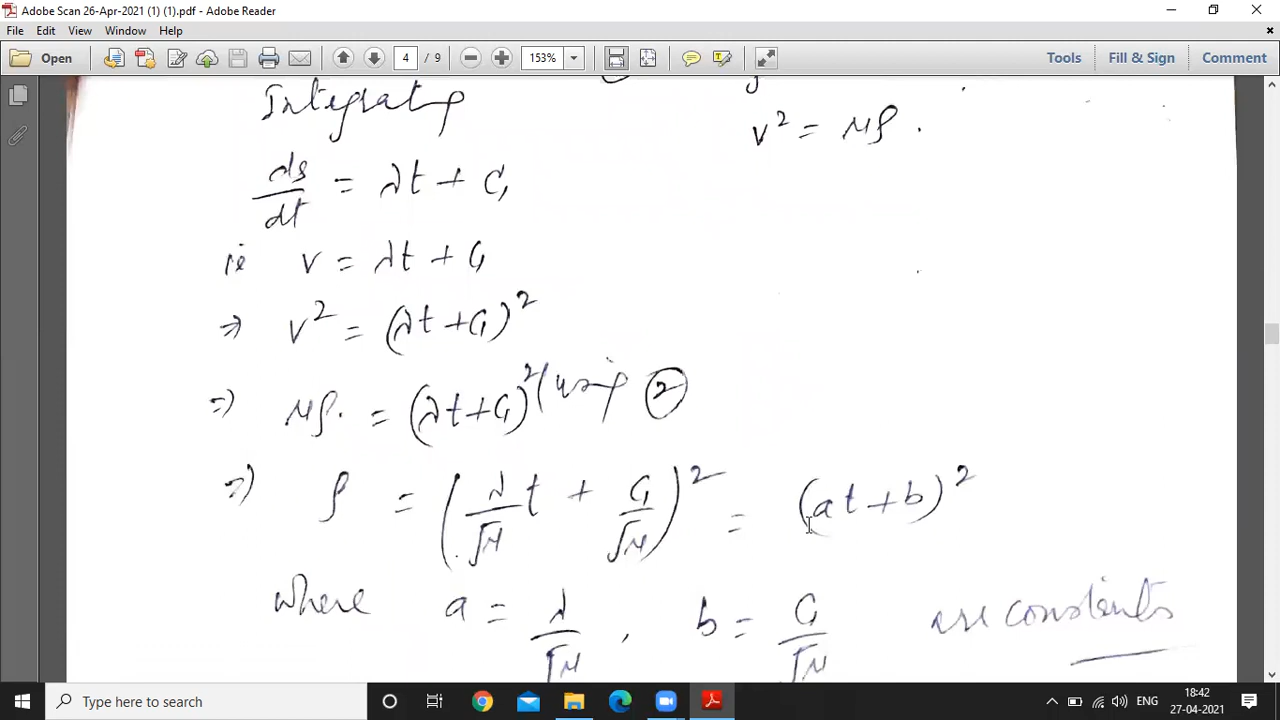 Adobe Scan 26-Apr-2021 (1) (1).pdf - Adobe Reader
File Edit View Window Help
Open 4 / 9 153% Tools Fill & Sign Comment
Integrating
v² = μρ .
ds/dt = λt + C₁
ie v = λt + C₁
⇒ v² = (λt + C₁)²
⇒ μρ. = (λt + C₁)² (using ②
⇒ ρ = (λ/√μ t + C₁/√μ)² = (at + b)²
where a = λ/√μ , b = C₁/√μ are constants
Type here to search
ENG 18:42
27-04-2021